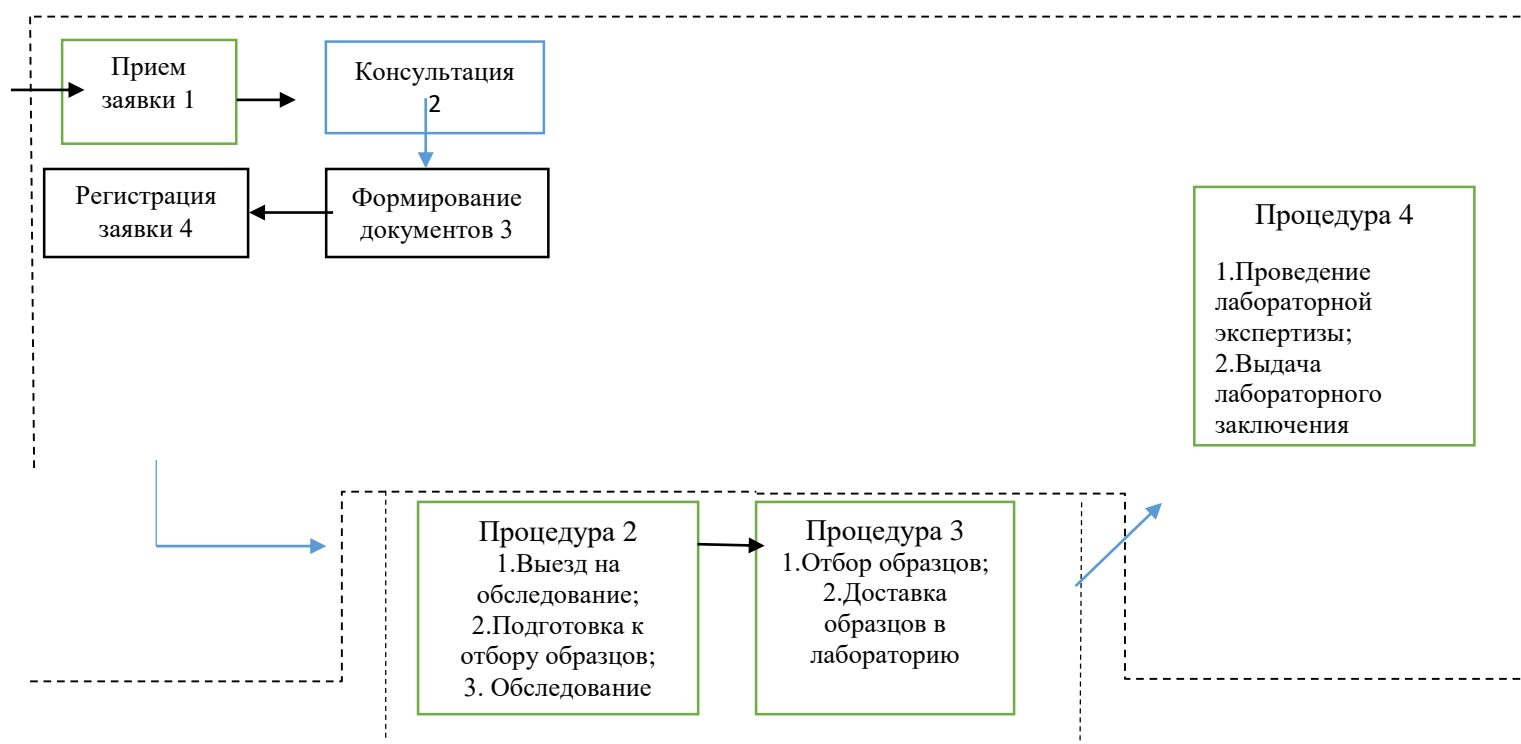 Прием
заявки 1
Консультация
2
Регистрация
заявки 4
Формирование
документов 3
Процедура 4
1.Проведение
лабораторной
экспертизы;
2.Выдача
лабораторного
заключения
Процедура 2
1.Выезд на
обследование;
2.Подготовка к
отбору образцов;
3. Обследование
Процедура 3
1.Отбор образцов;
2.Доставка
образцов в
лабораторию